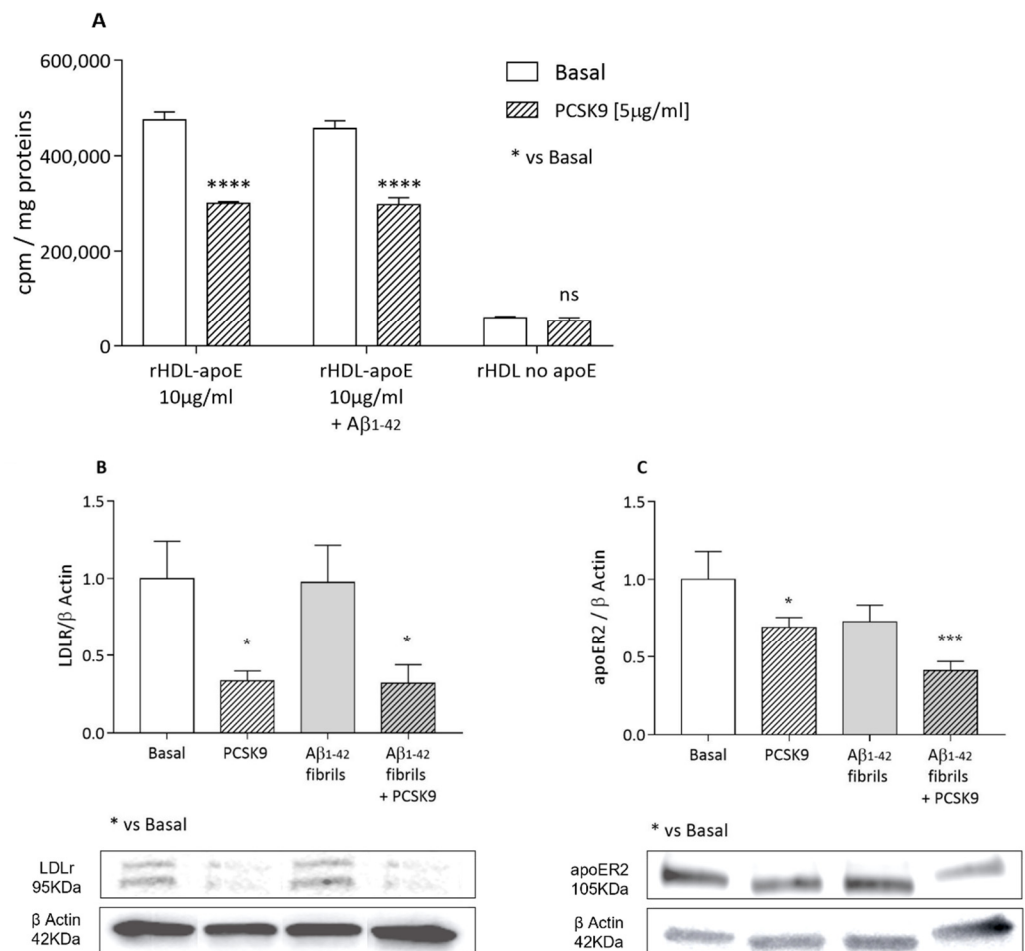 A
600,000
400,000
200,000
0
cpm / mg proteins
****
****
ns
Basal
PCSK9 [5µg/ml]
* vs Basal
rHDL-apoE
10µg/ml
rHDL-apoE
10µg/ml
+ Aβ1-42
rHDL no apoE
B
1.5
1.0
0.5
0.0
LDLR/β Actin
*
*
Basal
PCSK9
Aβ1-42
fibrils
Aβ1-42
fibrils
+ PCSK9
* vs Basal
LDLr
95KDa
β Actin
42KDa
C
1.5
1.0
0.5
0.0
apoER2 / β Actin
*
***
Basal
PCSK9
Aβ1-42
fibrils
Aβ1-42
fibrils
+ PCSK9
* vs Basal
apoER2
105KDa
β Actin
42KDa